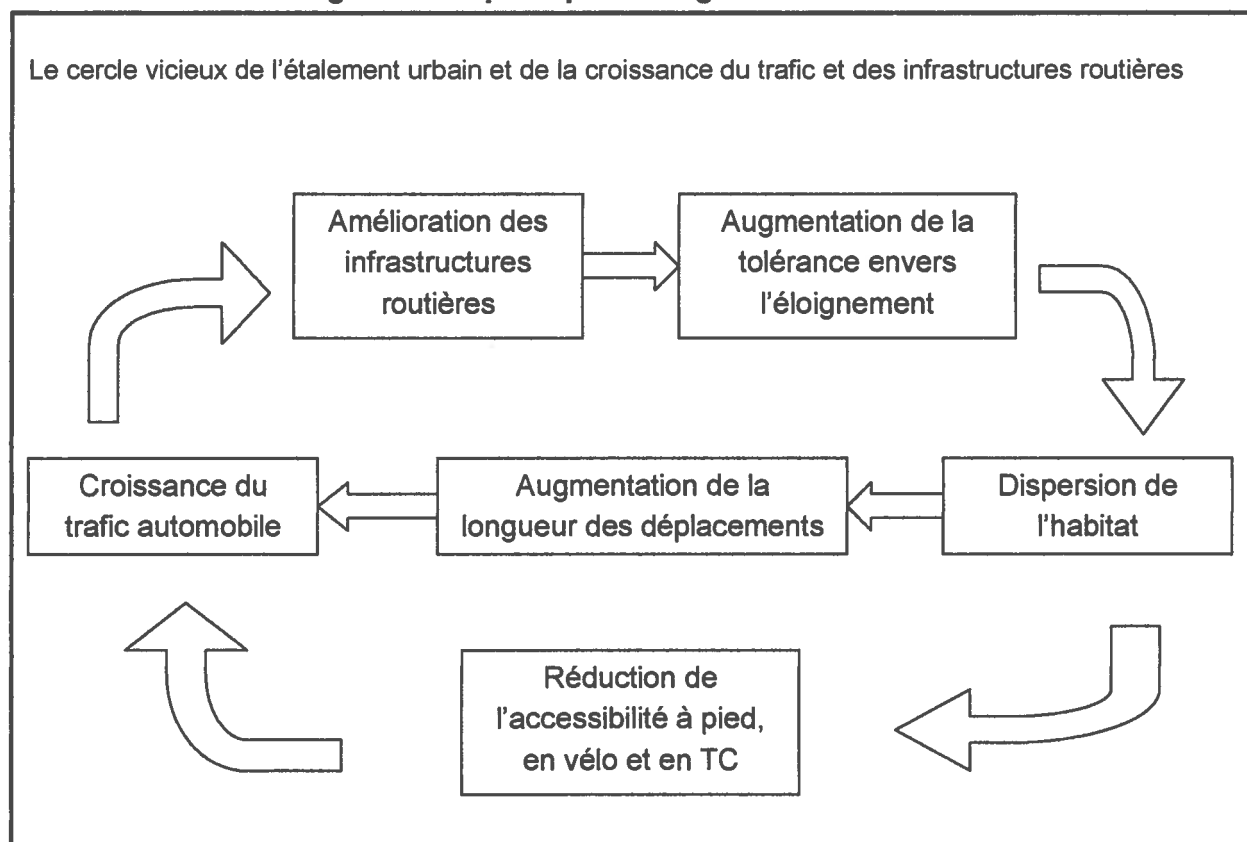 Le cercle vicieux de l'étalement urbain et de la croissance du trafic et des infrastructures routières
Amélioration des
infrastructures
routières
Augmentation de la
tolérance envers
l'éloignement
Croissance du
trafic automobile
Augmentation de la
longueur des déplacements
Dispersion de
l'habitat
Réduction de
l'accessibilité à pied,
en vélo et en TC